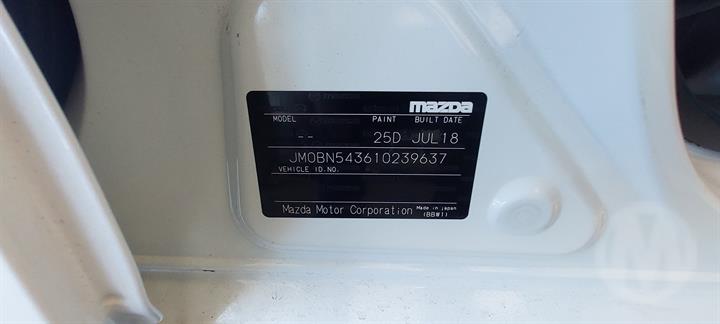 mazda
MODEL PAINT BUILT DATE
-- 25D JUL18
JM0BN543610239637
VEHICLE ID.NO.
Mazda Motor Corporation Made in japan
(BBW1)